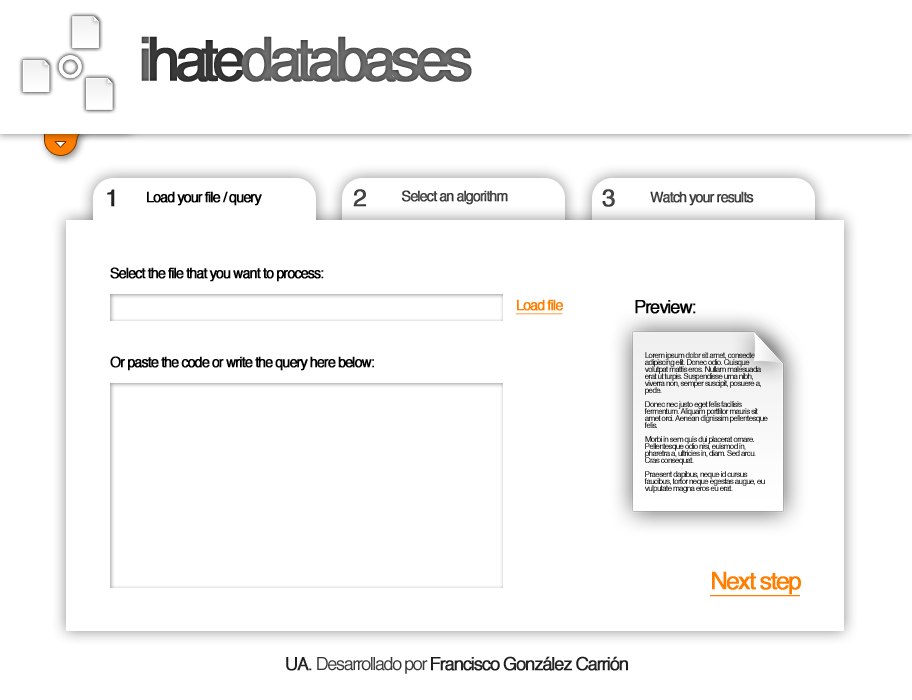 ihatedatabases
1 Load your file / query
2 Select an algorithm
3 Watch your results
Select the file that you want to process:
Load file
Or paste the code or write the query here below:
Preview:
Lorem ipsum dolor sit amet, consecte
adipiscing elit. Donec odio. Quisque
volutpat mattis eros. Nullam malesuada
erat ut turpis. Suspendisse urna nibh,
viverra non, semper suscipit, posuere a,
pede.
Donec nec justo eget felis facilisis
fermentum. Aliquam porttitor mauris sit
amet orci. Aenean dignissim pellentesque
felis.
Morbi in sem quis dui placerat ornare.
Pellentesque odio nisi, euismod in,
pharetra a, ultricies in, diam. Sed arcu.
Cras consequat.
Praesent dapibus, neque id cursus
faucibus, tortor neque egestas augue, eu
vulputate magna eros eu erat.
Next step
UA. Desarrollado por Francisco González Carrión